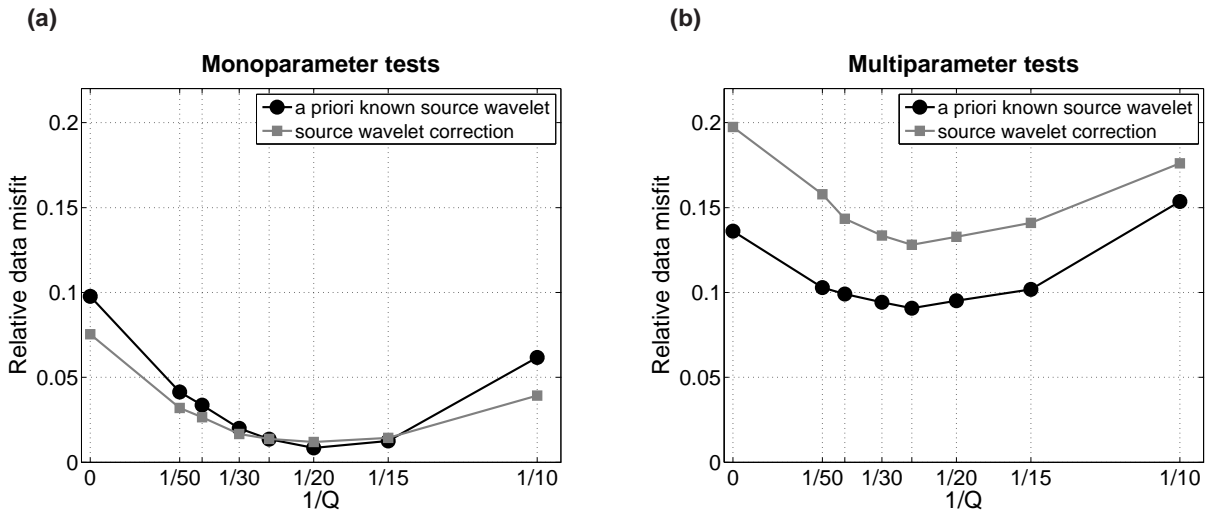 (a)
Monoparameter tests
a priori known source wavelet
source wavelet correction
Relative data misfit
0.2
0.15
0.1
0.05
0
0 1/50 1/30 1/20 1/15 1/10
1/Q
(b)
Multiparameter tests
a priori known source wavelet
source wavelet correction
Relative data misfit
0.2
0.15
0.1
0.05
0
0 1/50 1/30 1/20 1/15 1/10
1/Q